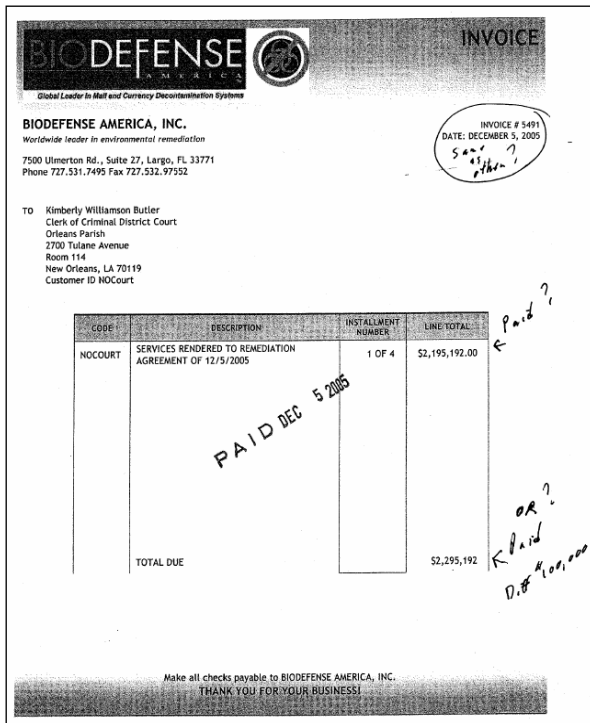 BIODEFENSE
AMERICA
INVOICE
Global Leader In Mail and Currency Decontamination Systems
BIODEFENSE AMERICA, INC.
Worldwide leader in environmental remediation
7500 Ulmerton Rd., Suite 27, Largo, FL 33771
Phone 727.531.7495 Fax 727.532.97552
INVOICE # 5491
DATE: DECEMBER 5, 2005
Same
as
other?
TO Kimberly Williamson Butler
Clerk of Criminal District Court
Orleans Parish
2700 Tulane Avenue
Room 114
New Orleans, LA 70119
Customer ID NOCourt
CODE DESCRIPTION INSTALLMENT NUMBER LINE TOTAL
Paid?
NOCOURT SERVICES RENDERED TO REMEDIATION 1 OF 4 $2,195,192.00
AGREEMENT OF 12/5/2005
PAID DEC 5 2005
OR?
Paid
TOTAL DUE $2,295,192
Diff $100,000
Make all checks payable to BIODEFENSE AMERICA, INC.
THANK YOU FOR YOUR BUSINESS!